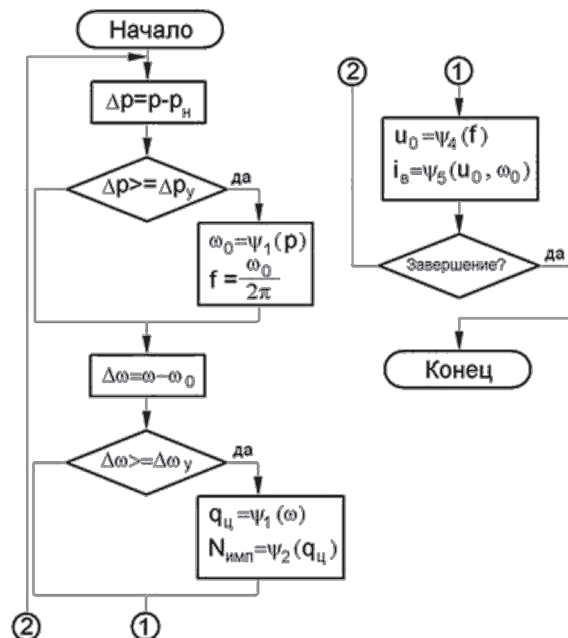 Начало
Δp=p-pн
Δp>=Δpу
да
ω0=ψ1(p)
f=ω0/2π
Δω=ω-ω0
Δω>=Δωу
да
qц=ψ1(ω)
Nимп=ψ2(qц)
2
1
2
1
u0=ψ4(f)
iв=ψ5(u0, ω0)
Завершение?
да
Конец